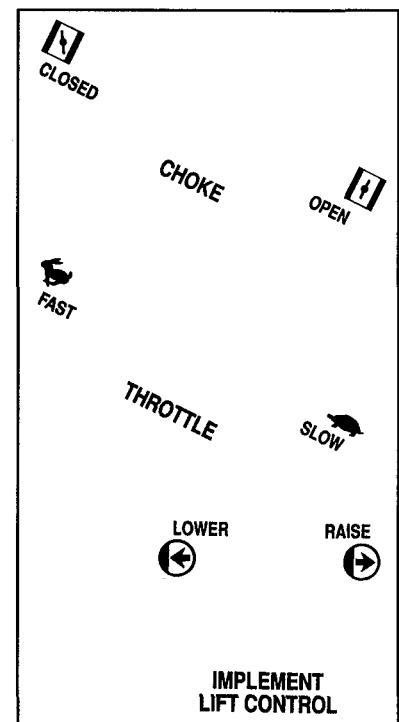 CLOSED
CHOKE
OPEN
FAST
THROTTLE
SLOW
LOWER
RAISE
IMPLEMENT
LIFT CONTROL